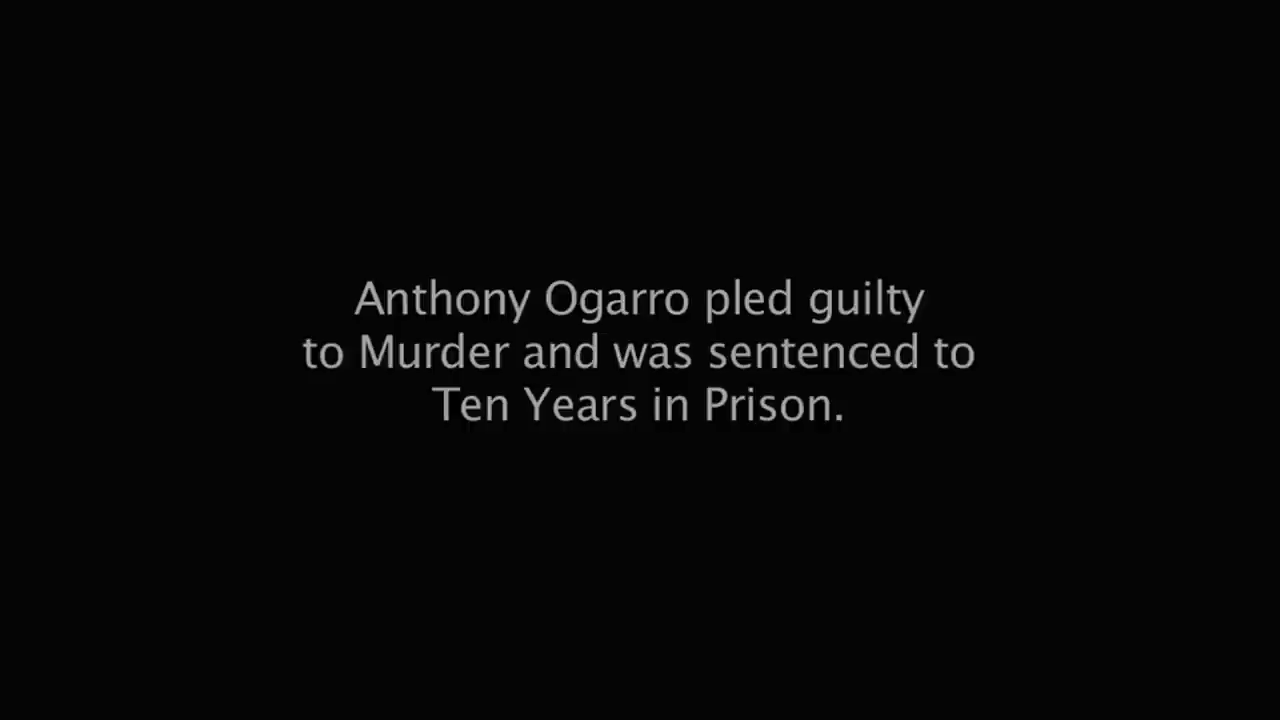 Anthony Ogarro pled guilty
to Murder and was sentenced to
Ten Years in Prison.